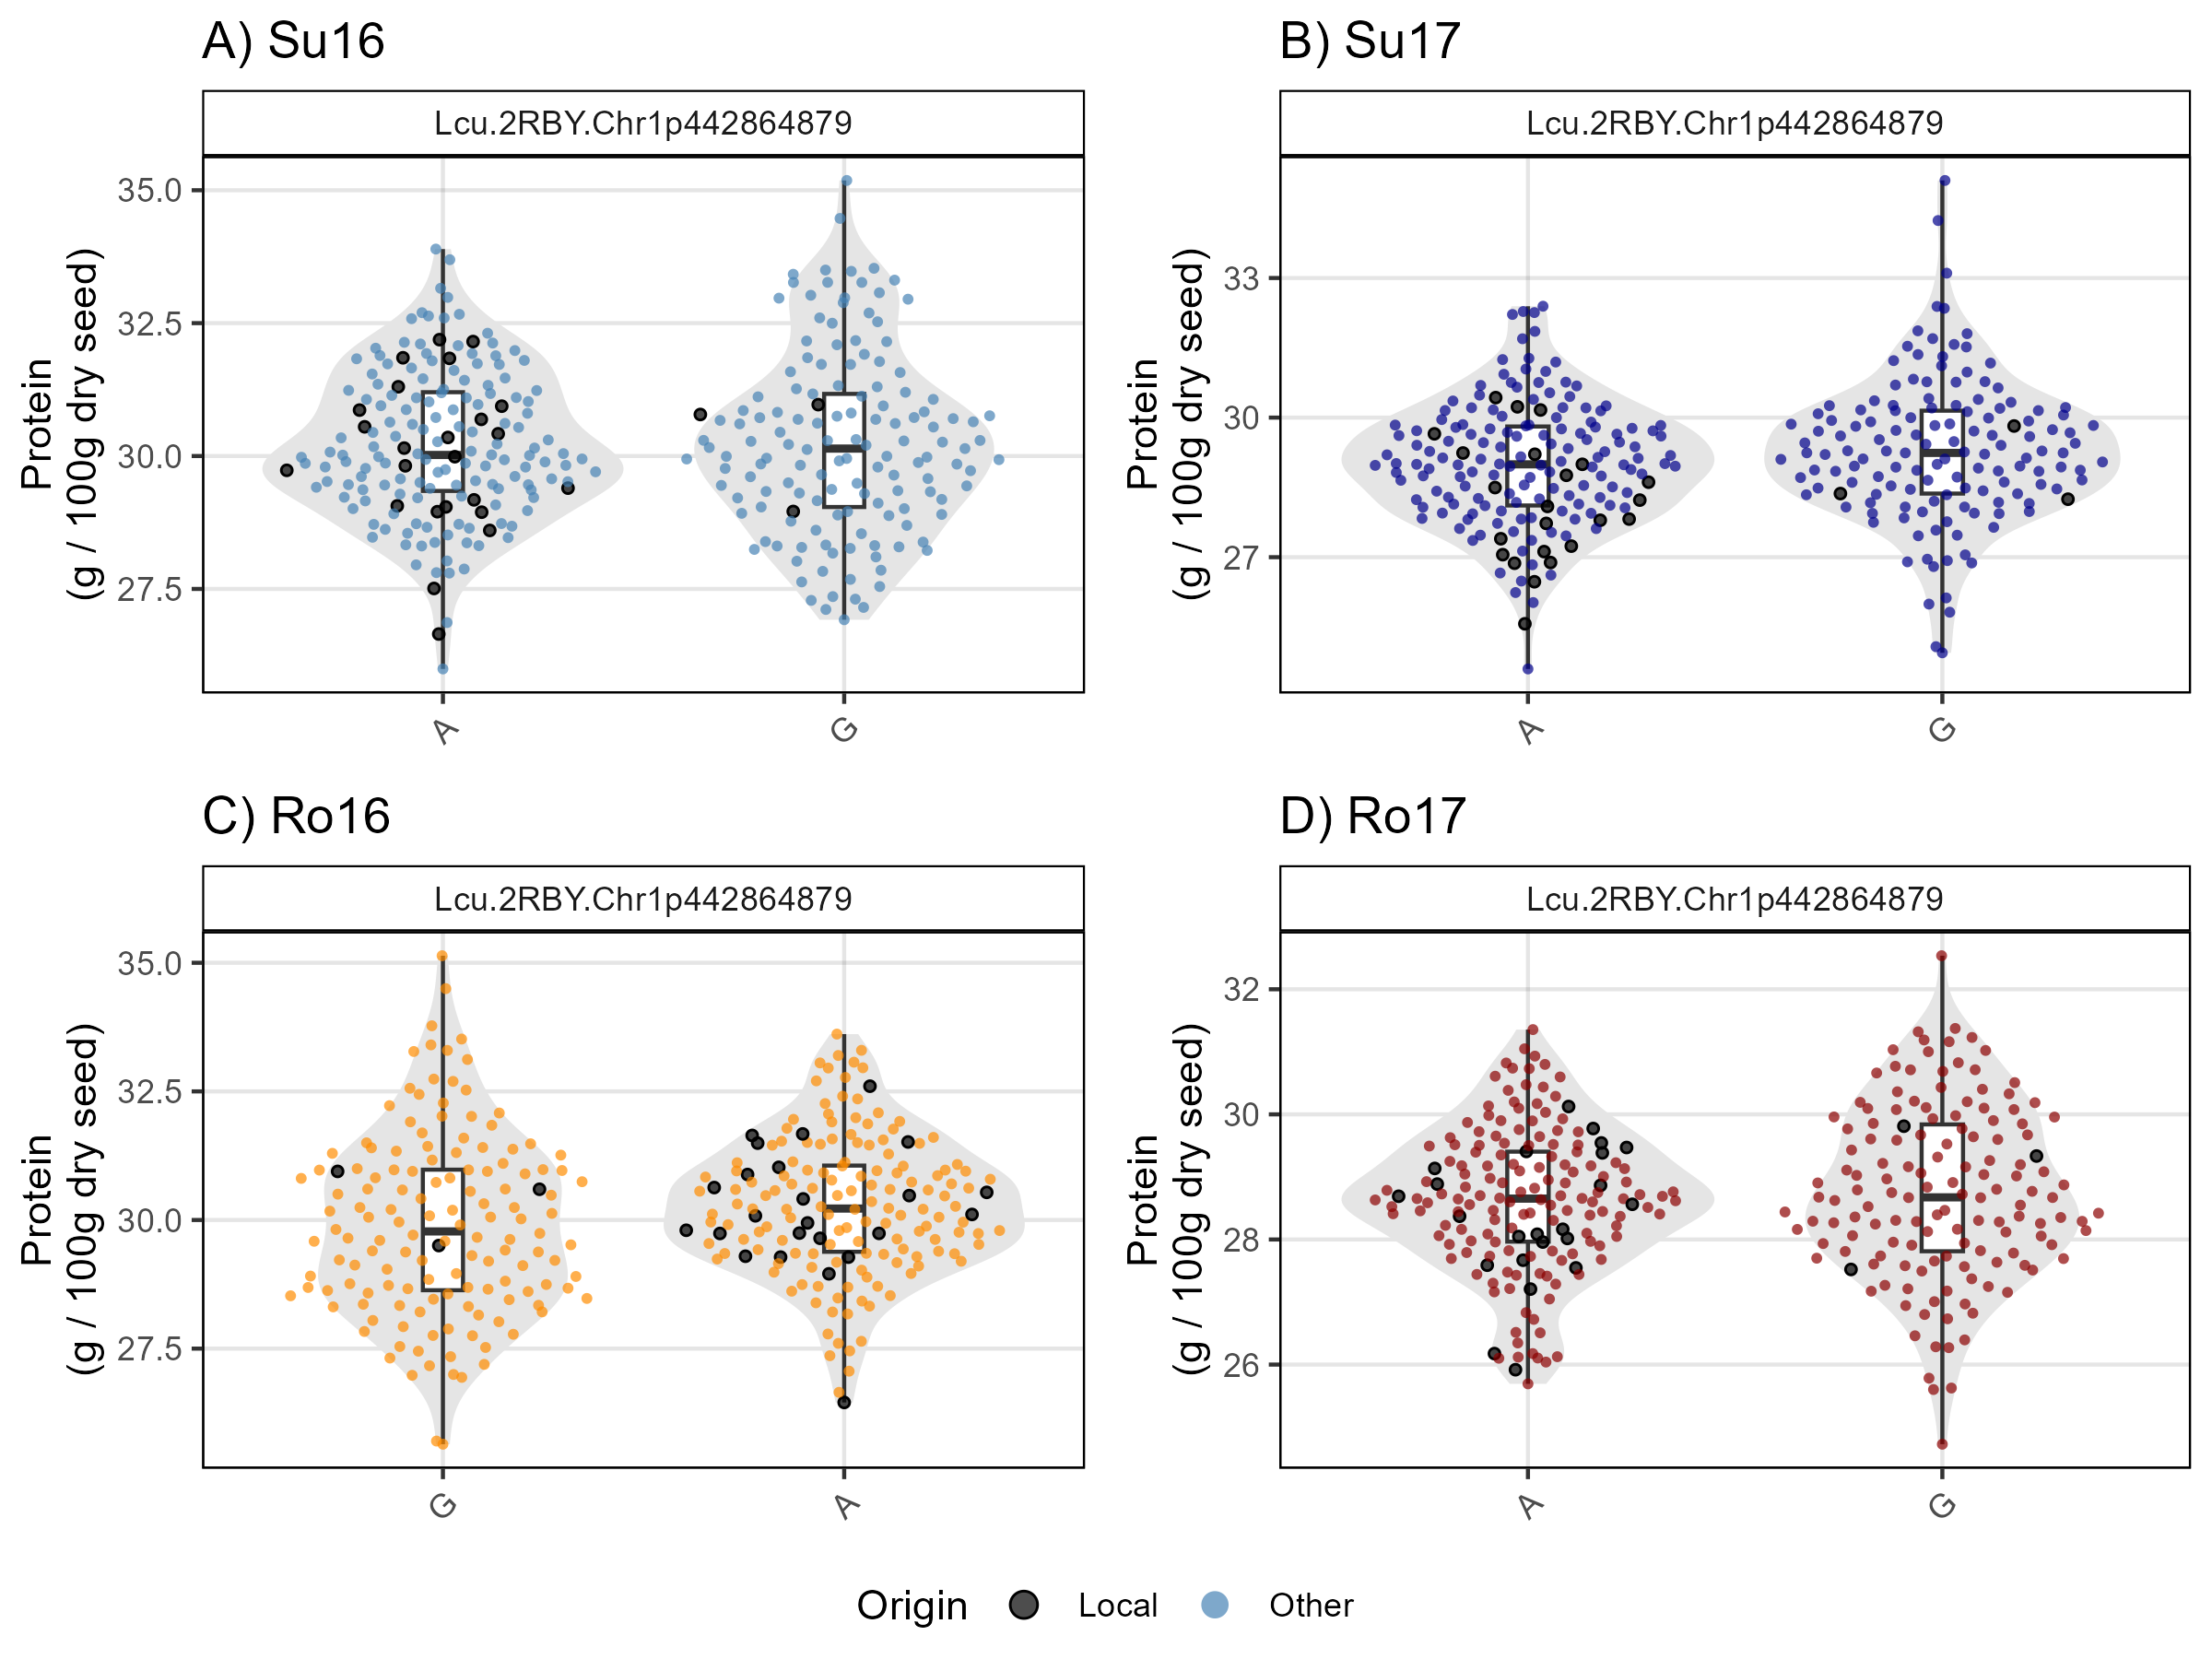 A) Su16
Lcu.2RBY.Chr1p442864879
Protein
(g / 100g dry seed)
35.0
32.5
30.0
27.5
A
G
B) Su17
Lcu.2RBY.Chr1p442864879
Protein
(g / 100g dry seed)
33
30
27
A
G
C) Ro16
Lcu.2RBY.Chr1p442864879
Protein
(g / 100g dry seed)
35.0
32.5
30.0
27.5
G
A
D) Ro17
Lcu.2RBY.Chr1p442864879
Protein
(g / 100g dry seed)
32
30
28
26
A
G
Origin Local Other